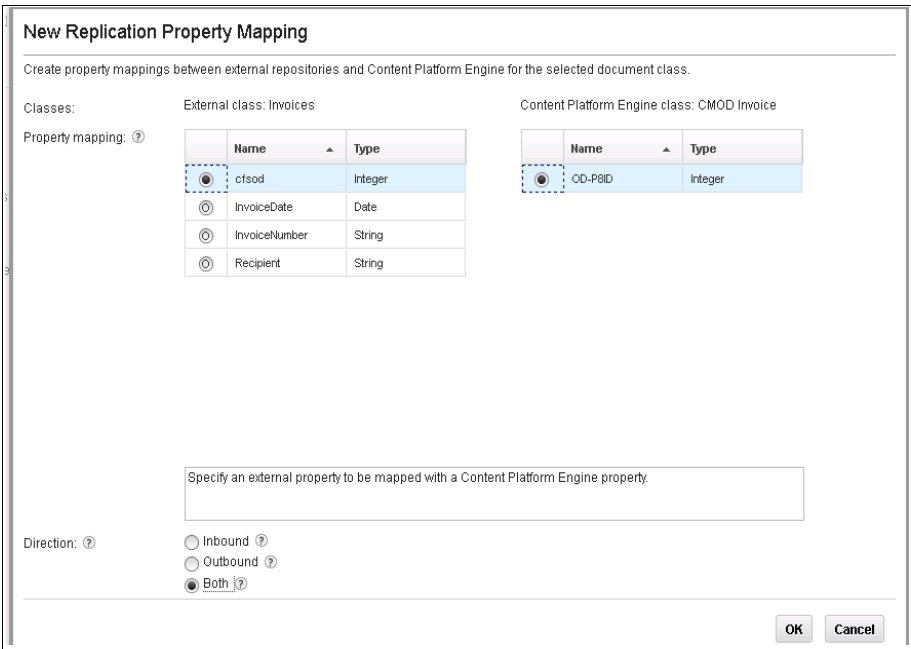 New Replication Property Mapping
Create property mappings between external repositories and Content Platform Engine for the selected document class.
Classes: External class: Invoices Content Platform Engine class: CMOD Invoice
Property mapping: ?
Name Type Name Type
cfsod Integer OD-P8ID Integer
InvoiceDate Date
InvoiceNumber String
Recipient String
Specify an external property to be mapped with a Content Platform Engine property.
Direction: ? Inbound ?
Outbound ?
Both ?
OK Cancel